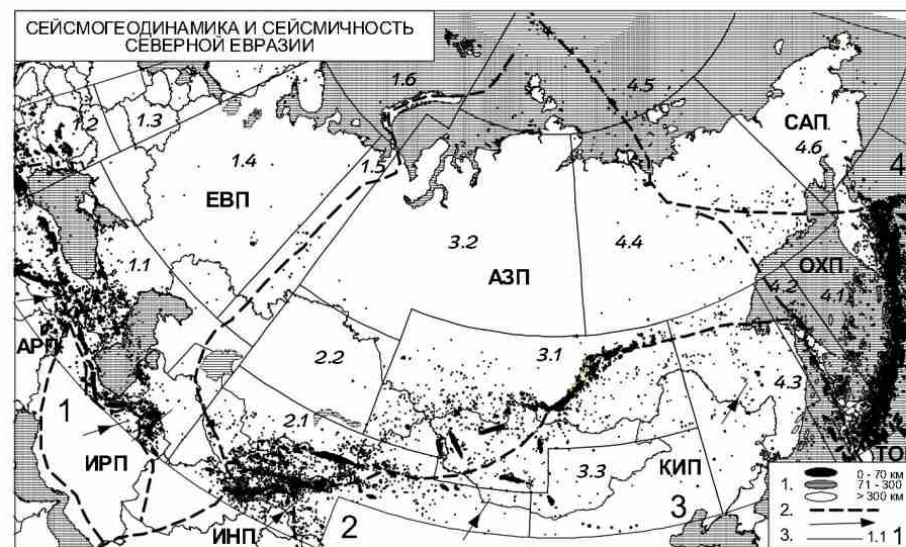 СЕЙСМОГЕОДИНАМИКА И СЕЙСМИЧНОСТЬ
СЕВЕРНОЙ ЕВРАЗИИ
1.6
4.5
1.2
1.3
САП
4.6
1.4
1.5
4
ЕВП
3.2
4.4
АЗП
ОХП
1.1
4.2
4.1
АРП
2.2
3.1
4.3
1
2.1
ИРП
3.3
КИП
ТО
ИНП
2
3
1. 0 - 70 км
71 - 300
> 300 км
2.
3. 1.1 1